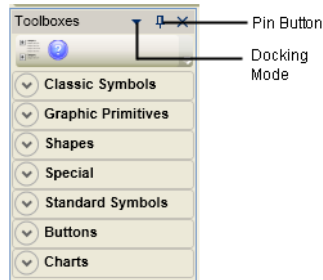 Toolboxes
Pin Button
Docking
Mode
Classic Symbols
Graphic Primitives
Shapes
Special
Standard Symbols
Buttons
Charts